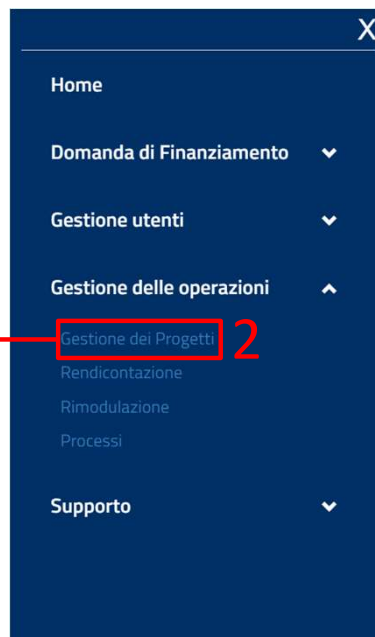 X
Home
Domanda di Finanziamento
Gestione utenti
Gestione delle operazioni
Gestione dei Progetti 2
Rendicontazione
Rimodulazione
Processi
Supporto